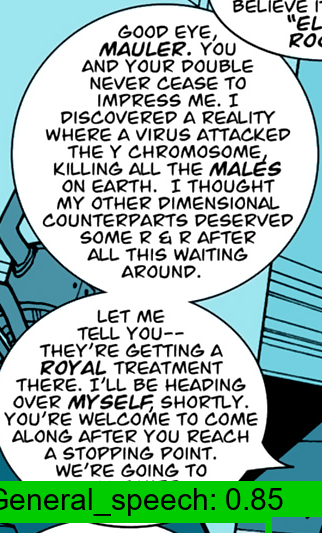 BELIEVE I
"EL
ROO
GOOD EYE,
MAULER. YOU
AND YOUR DOUBLE
NEVER CEASE TO
IMPRESS ME. I
DISCOVERED A REALITY
WHERE A VIRUS ATTACKED
THE Y CHROMOSOME,
KILLING ALL THE MALES
ON EARTH. I THOUGHT
MY OTHER DIMENSIONAL
COUNTERPARTS DESERVED
SOME R & R AFTER
ALL THIS WAITING
AROUND.
LET ME
TELL YOU--
THEY'RE GETTING A
ROYAL TREATMENT
THERE. I'LL BE HEADING
OVER MYSELF, SHORTLY.
YOU'RE WELCOME TO COME
ALONG AFTER YOU REACH
A STOPPING POINT.
WE'RE GOING TO
General_speech: 0.85